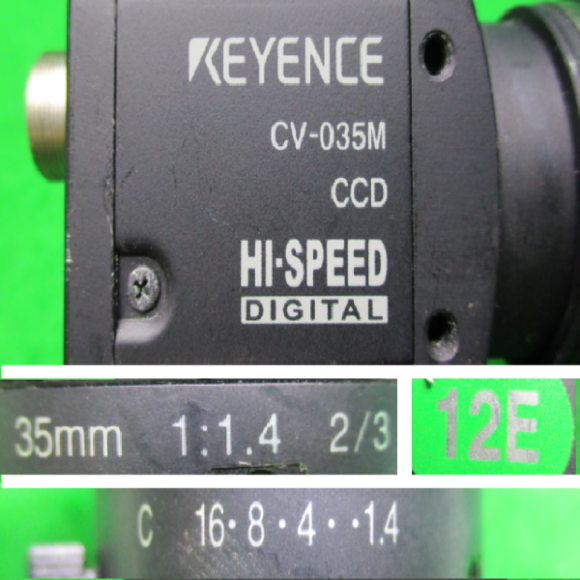 KEYENCE
CV-035M
CCD
HI·SPEED
DIGITAL
35mm 1:1.4 2/3
12E
C 16·8·4··1.4